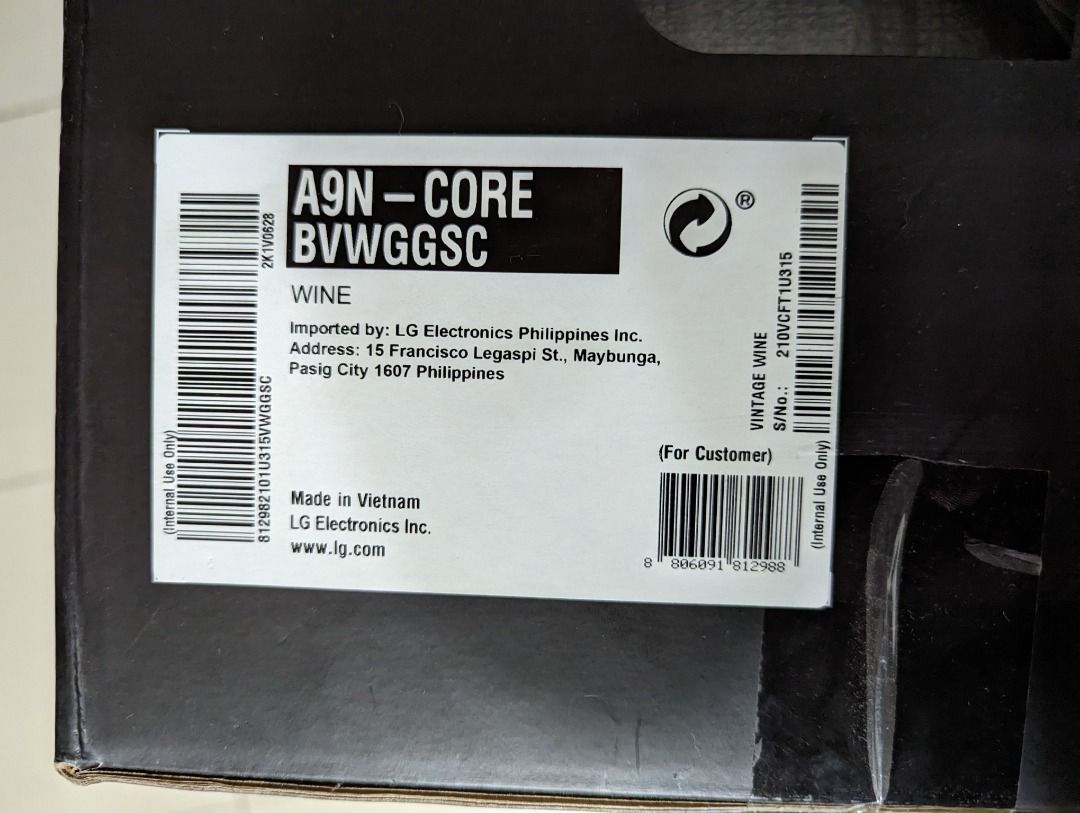 A9N – CORE
BVWGGSC
WINE
Imported by: LG Electronics Philippines Inc.
Address: 15 Francisco Legaspi St., Maybunga,
Pasig City 1607 Philippines
Made in Vietnam
LG Electronics Inc.
www.lg.com
(Internal Use Only)
812982101U315VWGGSC
2K1V0628
®
VINTAGE WINE
S/No.: 210VCFT1U315
(Internal Use Only)
(For Customer)
8 806091 812988